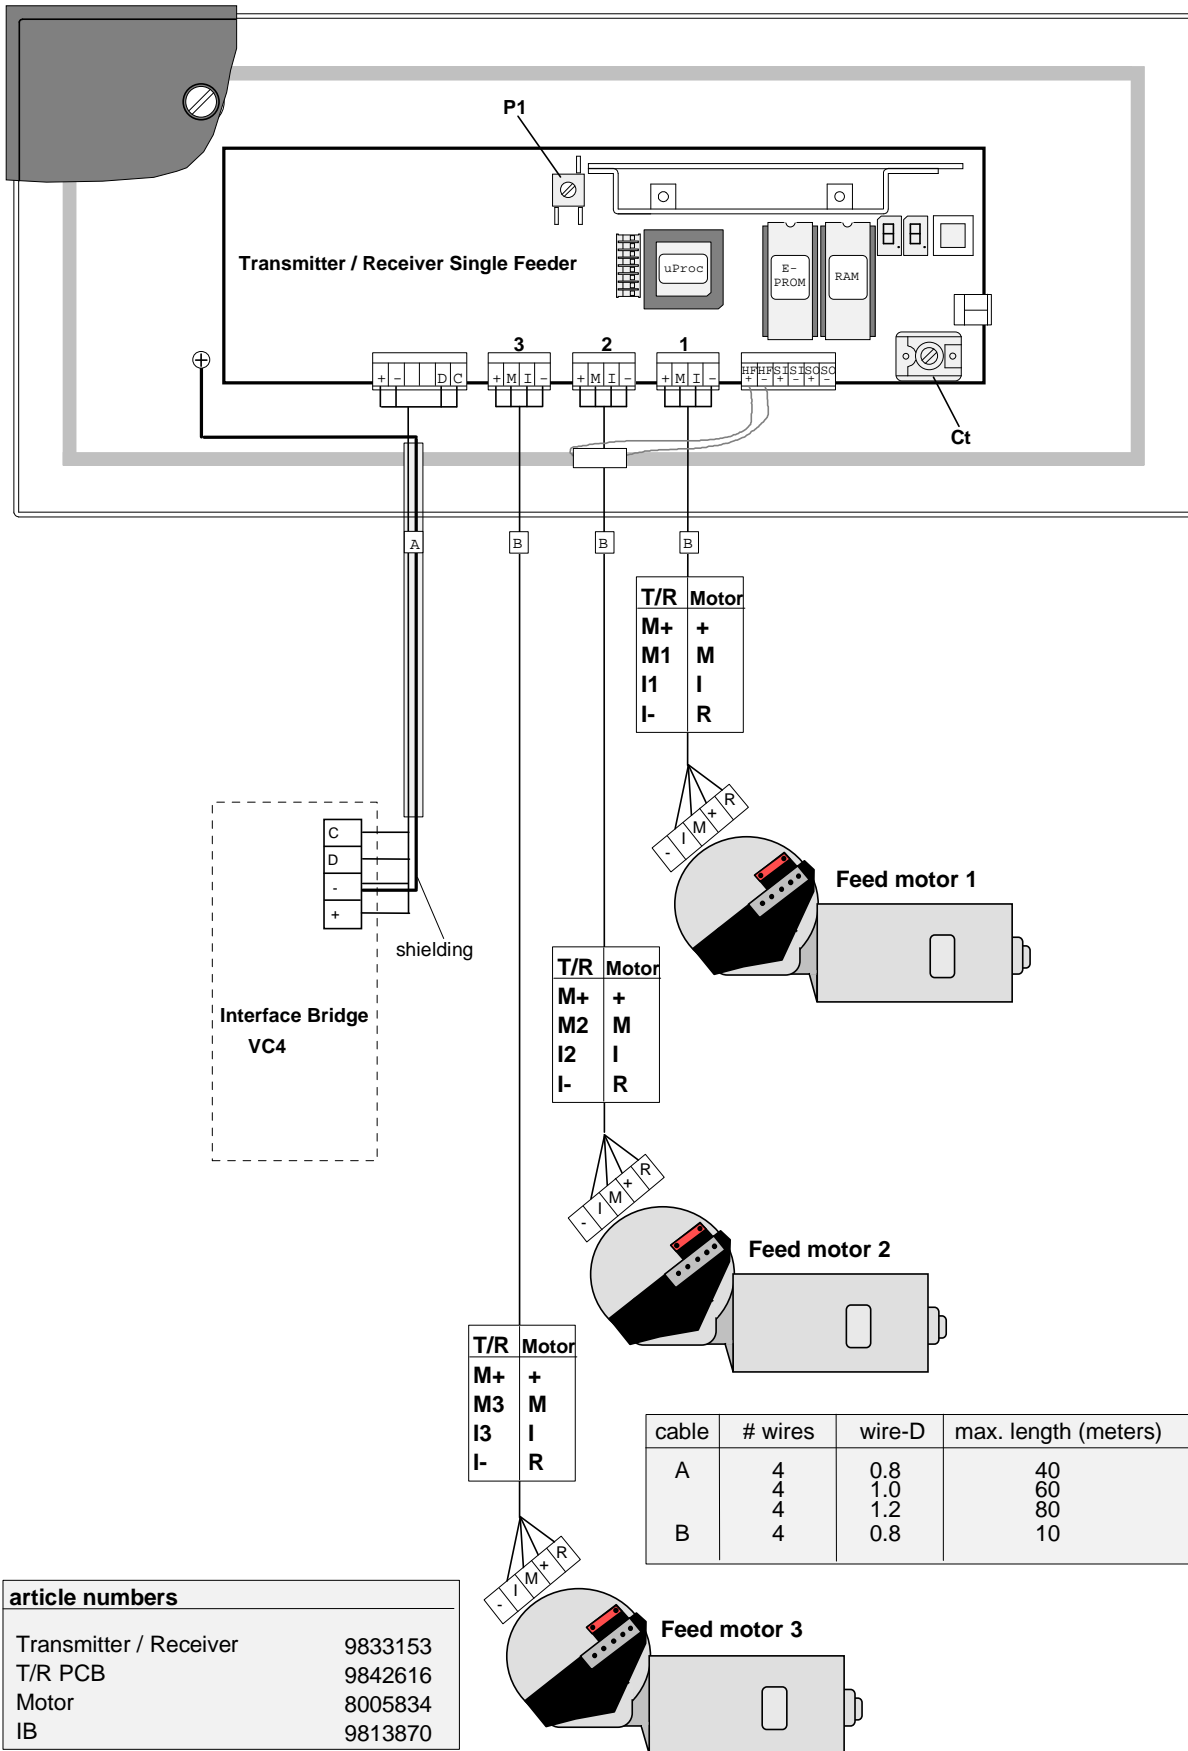 P1
Transmitter / Receiver Single Feeder
uProc
E-
PROM
RAM
3
2
1
+ - D C
+ M I -
+ M I -
+ M I -
HF HF SI SI SO SO
+ - + - + -
Ct
A
B
B
B
T/R Motor
M+ +
M1 M
I1 I
I- R
- I M + R
Feed motor 1
C
D
-
+
shielding
Interface Bridge
VC4
T/R Motor
M+ +
M2 M
I2 I
I- R
- I M + R
Feed motor 2
T/R Motor
M+ +
M3 M
I3 I
I- R
- I M + R
Feed motor 3
cable # wires wire-D max. length (meters)
A 4 0.8 40
4 1.0 60
4 1.2 80
B 4 0.8 10
article numbers
Transmitter / Receiver 9833153
T/R PCB 9842616
Motor 8005834
IB 9813870